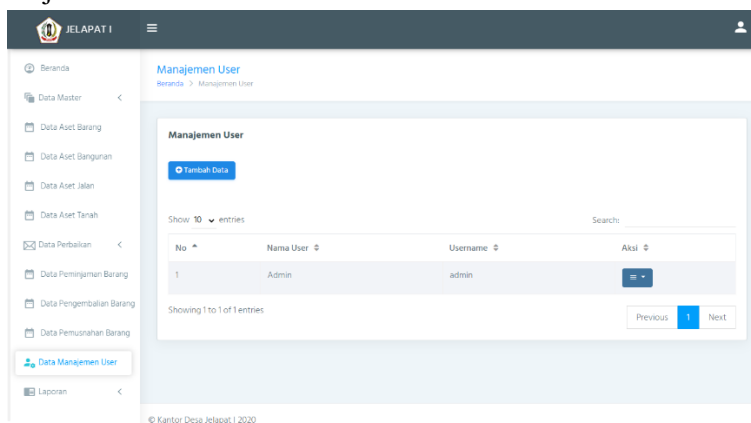 JELAPAT I
Beranda
Data Master
Data Aset Barang
Data Aset Bangunan
Data Aset Jalan
Data Aset Tanah
Data Perbaikan
Data Peminjaman Barang
Data Pengembalian Barang
Data Pemusnahan Barang
Data Manajemen User
Laporan
Manajemen User
Beranda > Manajemen User
Manajemen User
Tambah Data
Show 10 entries
Search:
No Nama User Username Aksi
1 Admin admin
Showing 1 to 1 of 1 entries
Previous 1 Next
© Kantor Desa Jelapat I 2020